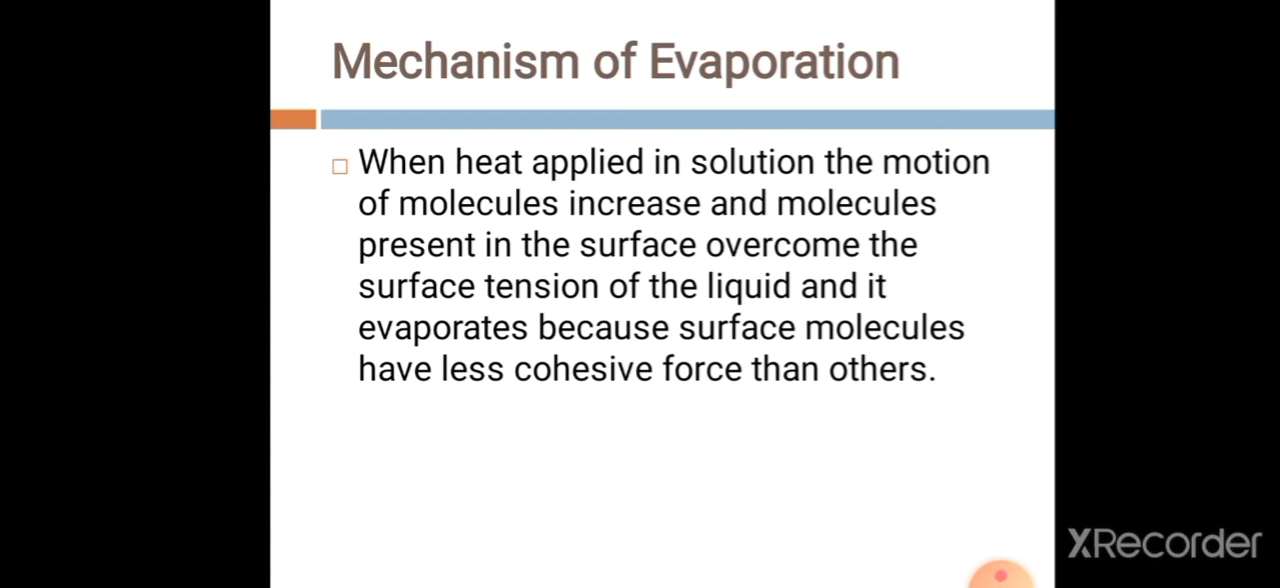 Mechanism of Evaporation
When heat applied in solution the motion
of molecules increase and molecules
present in the surface overcome the
surface tension of the liquid and it
evaporates because surface molecules
have less cohesive force than others.
XRecorder